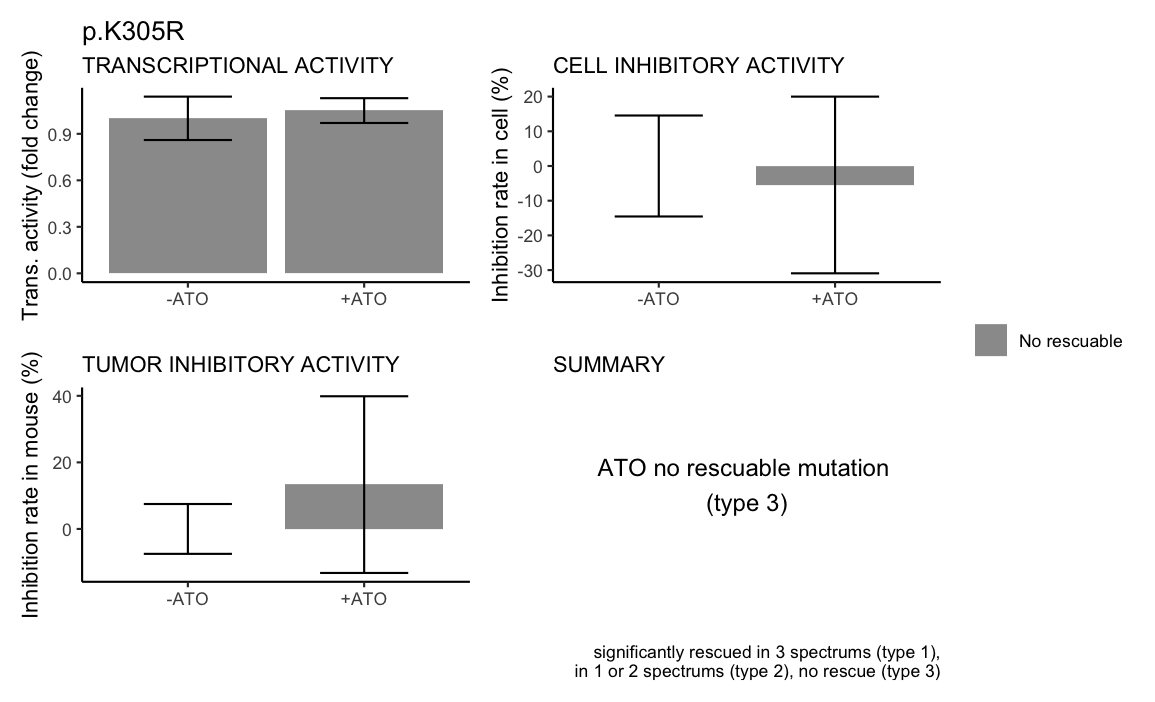 p.K305R
TRANSCRIPTIONAL ACTIVITY
Trans. activity (fold change)
0.9
0.6
0.3
0.0
-ATO
+ATO
CELL INHIBITORY ACTIVITY
Inhibition rate in cell (%)
20
10
0
-10
-20
-30
-ATO
+ATO
No rescuable
TUMOR INHIBITORY ACTIVITY
Inhibition rate in mouse (%)
40
20
0
-ATO
+ATO
SUMMARY
ATO no rescuable mutation
(type 3)
significantly rescued in 3 spectrums (type 1),
in 1 or 2 spectrums (type 2), no rescue (type 3)